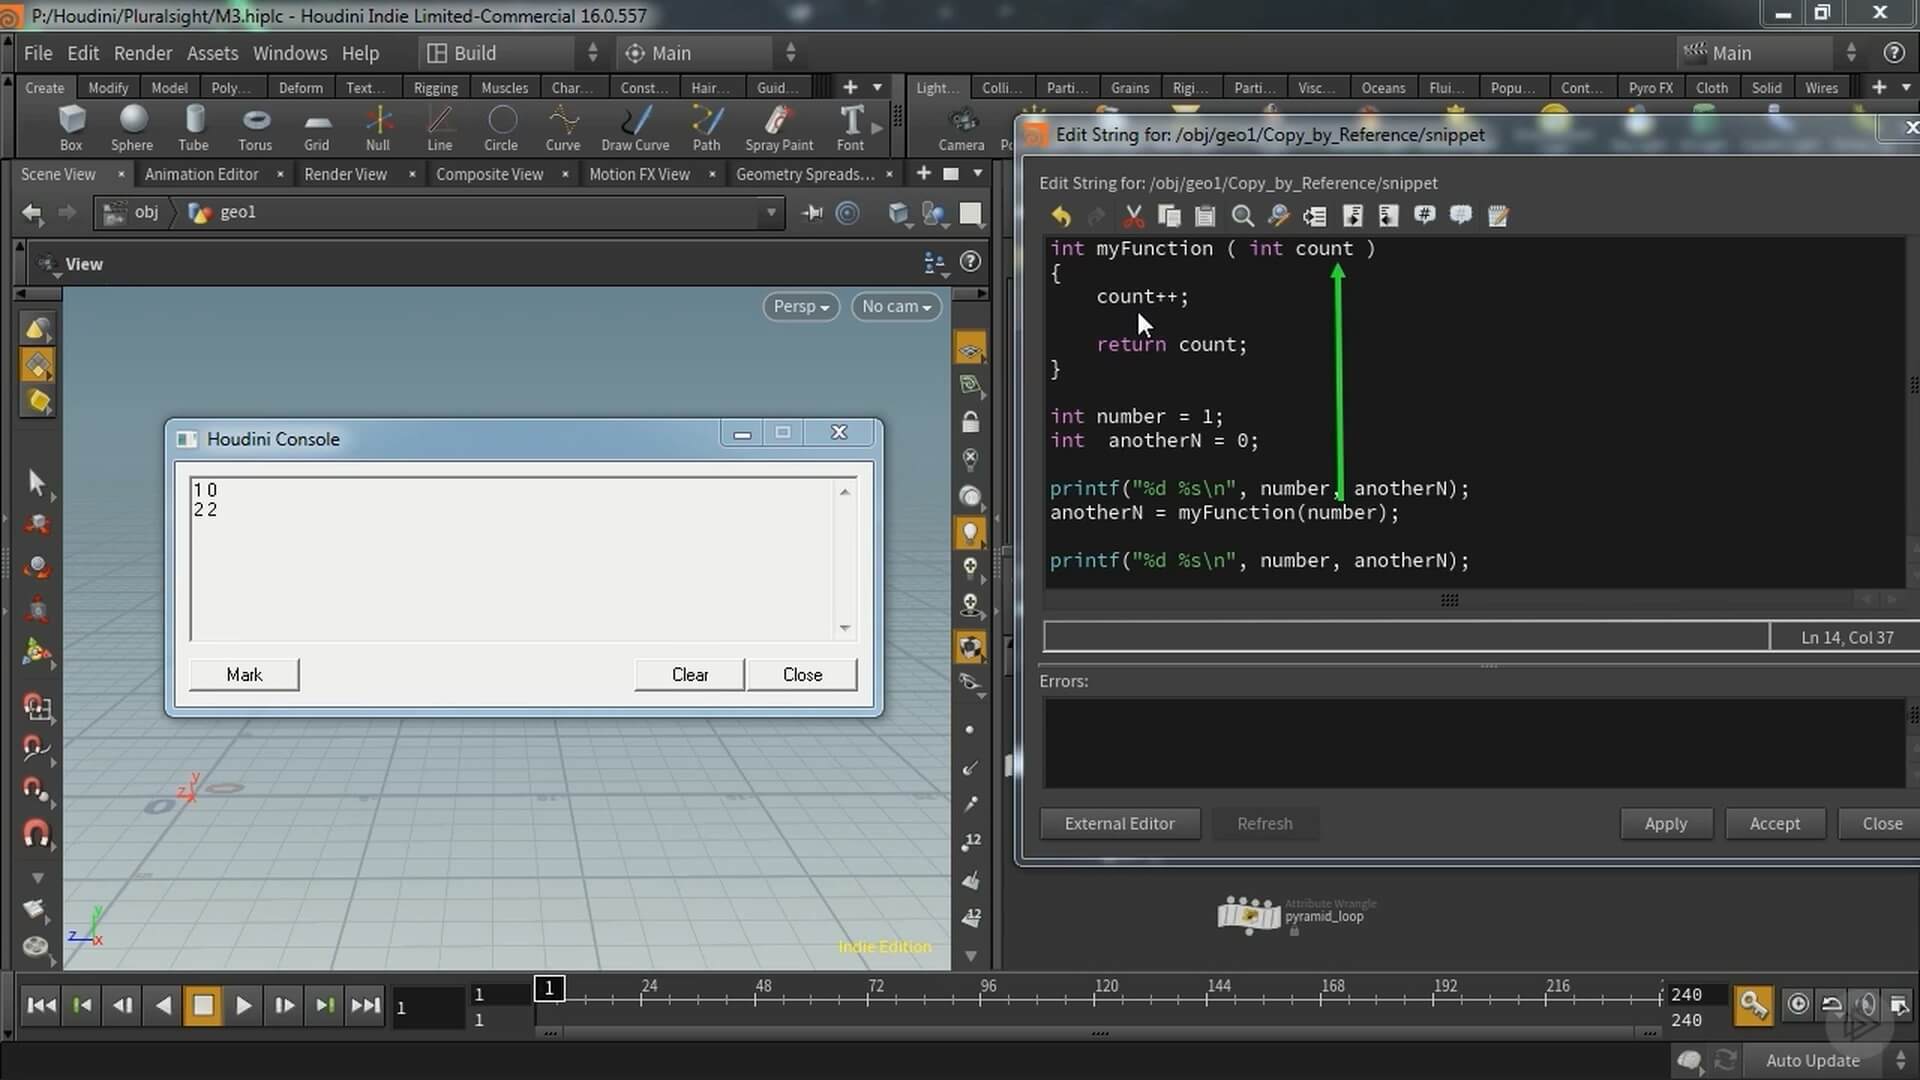 P:/Houdini/Pluralsight/M3.hiplc - Houdini Indie Limited-Commercial 16.0.557
File Edit Render Assets Windows Help Build Main Main
Create Modify Model Poly... Deform Text... Rigging Muscles Char... Const... Hair... Guid... Light... Colli... Parti... Grains Rigi... Parti... Visc... Oceans Flui... Popu... Cont... Pyro FX Cloth Solid Wires
Box Sphere Tube Torus Grid Null Line Circle Curve Draw Curve Path Spray Paint Font Camera
Scene View Animation Editor Render View Composite View Motion FX View Geometry Spreads...
obj geo1
View
Persp No cam
Houdini Console
1 0
2 2
Mark Clear Close
Indie Edition
Edit String for: /obj/geo1/Copy_by_Reference/snippet
Edit String for: /obj/geo1/Copy_by_Reference/snippet
int myFunction ( int count )
{
count++;
return count;
}
int number = 1;
int anotherN = 0;
printf("%d %s\n", number, anotherN);
anotherN = myFunction(number);
printf("%d %s\n", number, anotherN);
Ln 14, Col 37
Errors:
External Editor Refresh Apply Accept Close
Attribute Wrangle
pyramid_loop
12
12
z y x
z y x
1 1 1 24 48 72 96 120 144 168 192 216 240
1 240
Auto Update